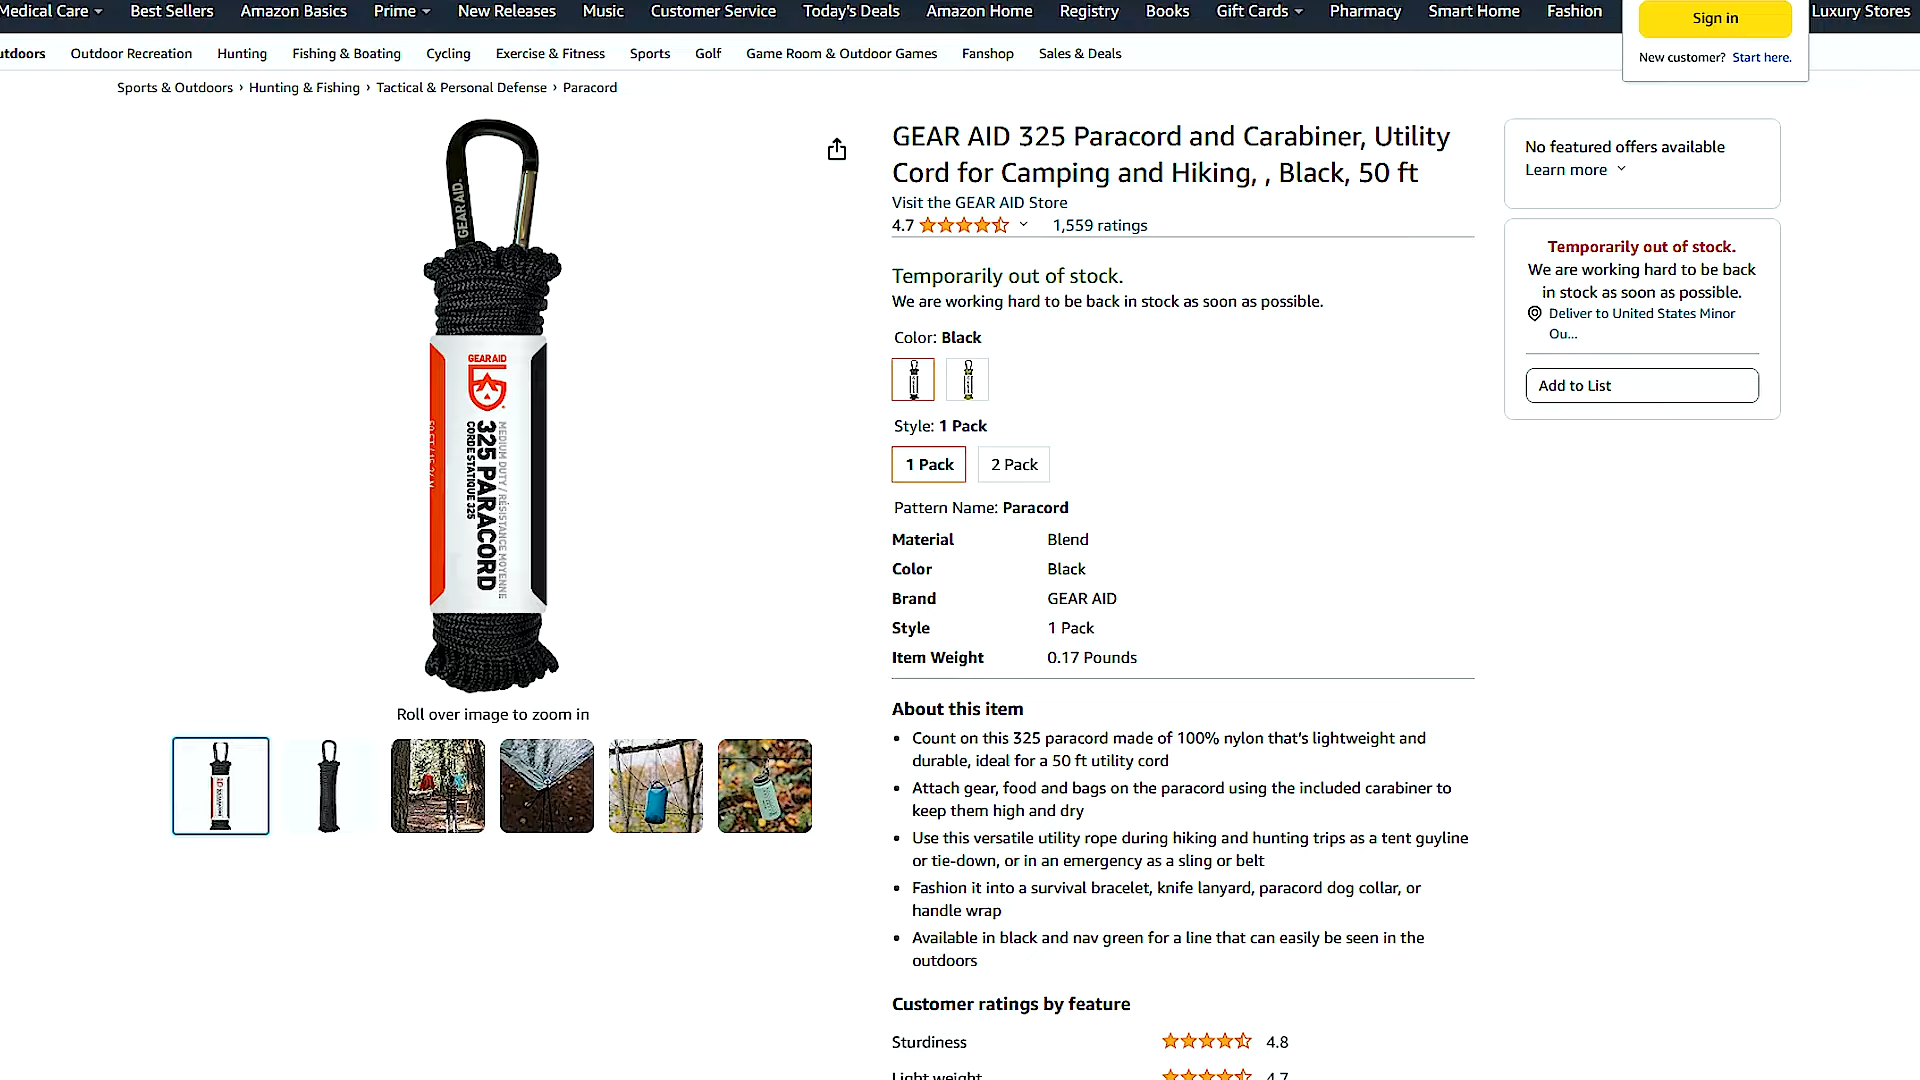 Medical Care
Best Sellers
Amazon Basics
Prime
New Releases
Music
Customer Service
Today's Deals
Amazon Home
Registry
Books
Gift Cards
Pharmacy
Smart Home
Fashion
Luxury Stores
Sign in
New customer? Start here.
Outdoor Recreation
Hunting
Fishing & Boating
Cycling
Exercise & Fitness
Sports
Golf
Game Room & Outdoor Games
Fanshop
Sales & Deals
Sports & Outdoors › Hunting & Fishing › Tactical & Personal Defense › Paracord
GEAR AID.
GEAR AID
325 PARACORD
CORDE STATIQUE 325
MEDIUM DUTY / RÉSISTANCE MOYENNE
Roll over image to zoom in
GEAR AID 325 Paracord and Carabiner, Utility
Cord for Camping and Hiking, , Black, 50 ft
Visit the GEAR AID Store
4.7
1,559 ratings
Temporarily out of stock.
We are working hard to be back in stock as soon as possible.
Color: Black
Style: 1 Pack
1 Pack
2 Pack
Pattern Name: Paracord
Material Blend
Color Black
Brand GEAR AID
Style 1 Pack
Item Weight 0.17 Pounds
About this item
• Count on this 325 paracord made of 100% nylon that’s lightweight and
durable, ideal for a 50 ft utility cord
• Attach gear, food and bags on the paracord using the included carabiner to
keep them high and dry
• Use this versatile utility rope during hiking and hunting trips as a tent guyline
or tie-down, or in an emergency as a sling or belt
• Fashion it into a survival bracelet, knife lanyard, paracord dog collar, or
handle wrap
• Available in black and nav green for a line that can easily be seen in the
outdoors
Customer ratings by feature
Sturdiness 4.8
Light weight 4.7
No featured offers available
Learn more
Temporarily out of stock.
We are working hard to be back
in stock as soon as possible.
Deliver to United States Minor
Ou...
Add to List